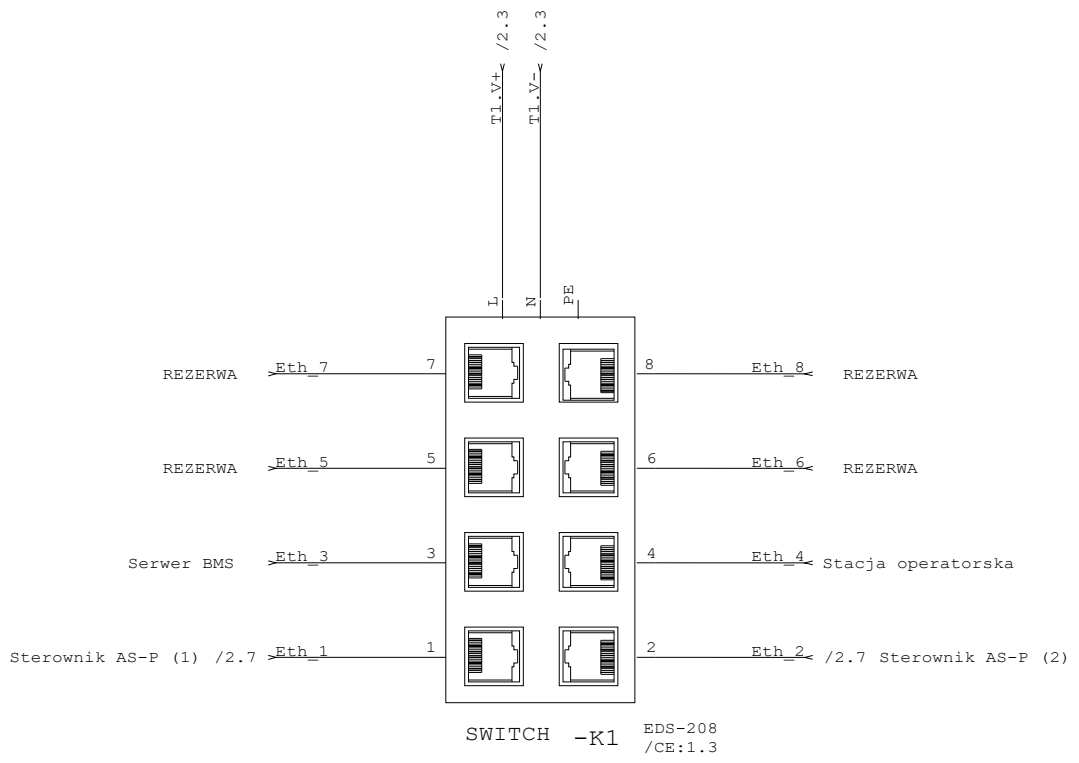 /2.3 /2.3
T1.V+ T1.V-
L N PE
REZERWA Eth_7 7 8 Eth_8 REZERWA
REZERWA Eth_5 5 6 Eth_6 REZERWA
Serwer BMS Eth_3 3 4 Eth_4 Stacja operatorska
Sterownik AS-P (1) /2.7 Eth_1 1 2 Eth_2 /2.7 Sterownik AS-P (2)
SWITCH -K1 EDS-208
/CE:1.3